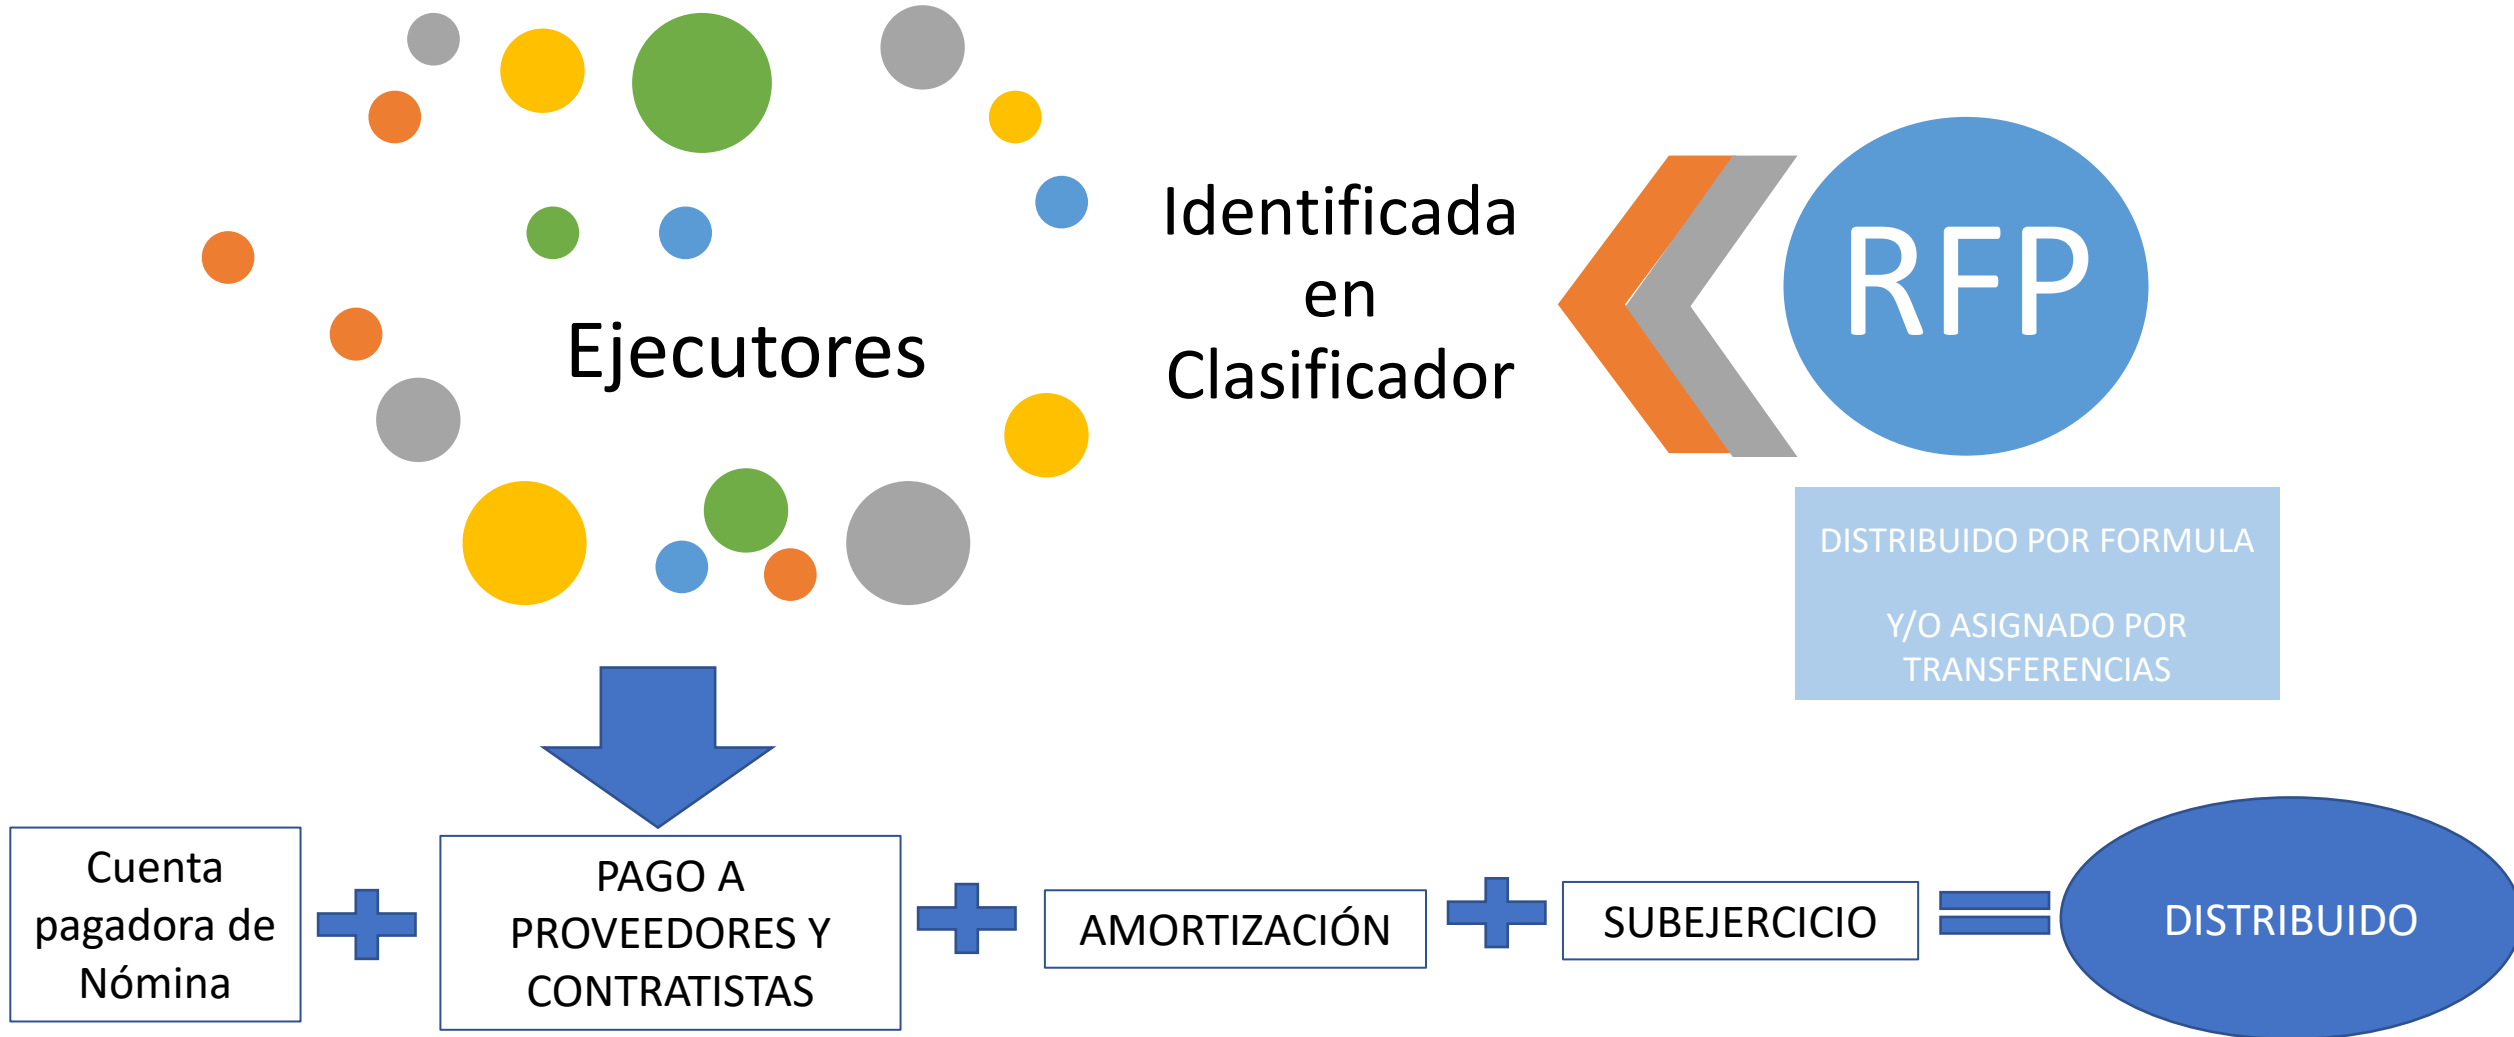 Ejecutores
Identificada
en
Clasificador
RFP
DISTRIBUIDO POR FORMULA
Y/O ASIGNADO POR
TRANSFERENCIAS
Cuenta
pagadora de
Nómina
PAGO A
PROVEEDORES Y
CONTRATISTAS
AMORTIZACIÓN
SUBEJERCICIO
DISTRIBUIDO